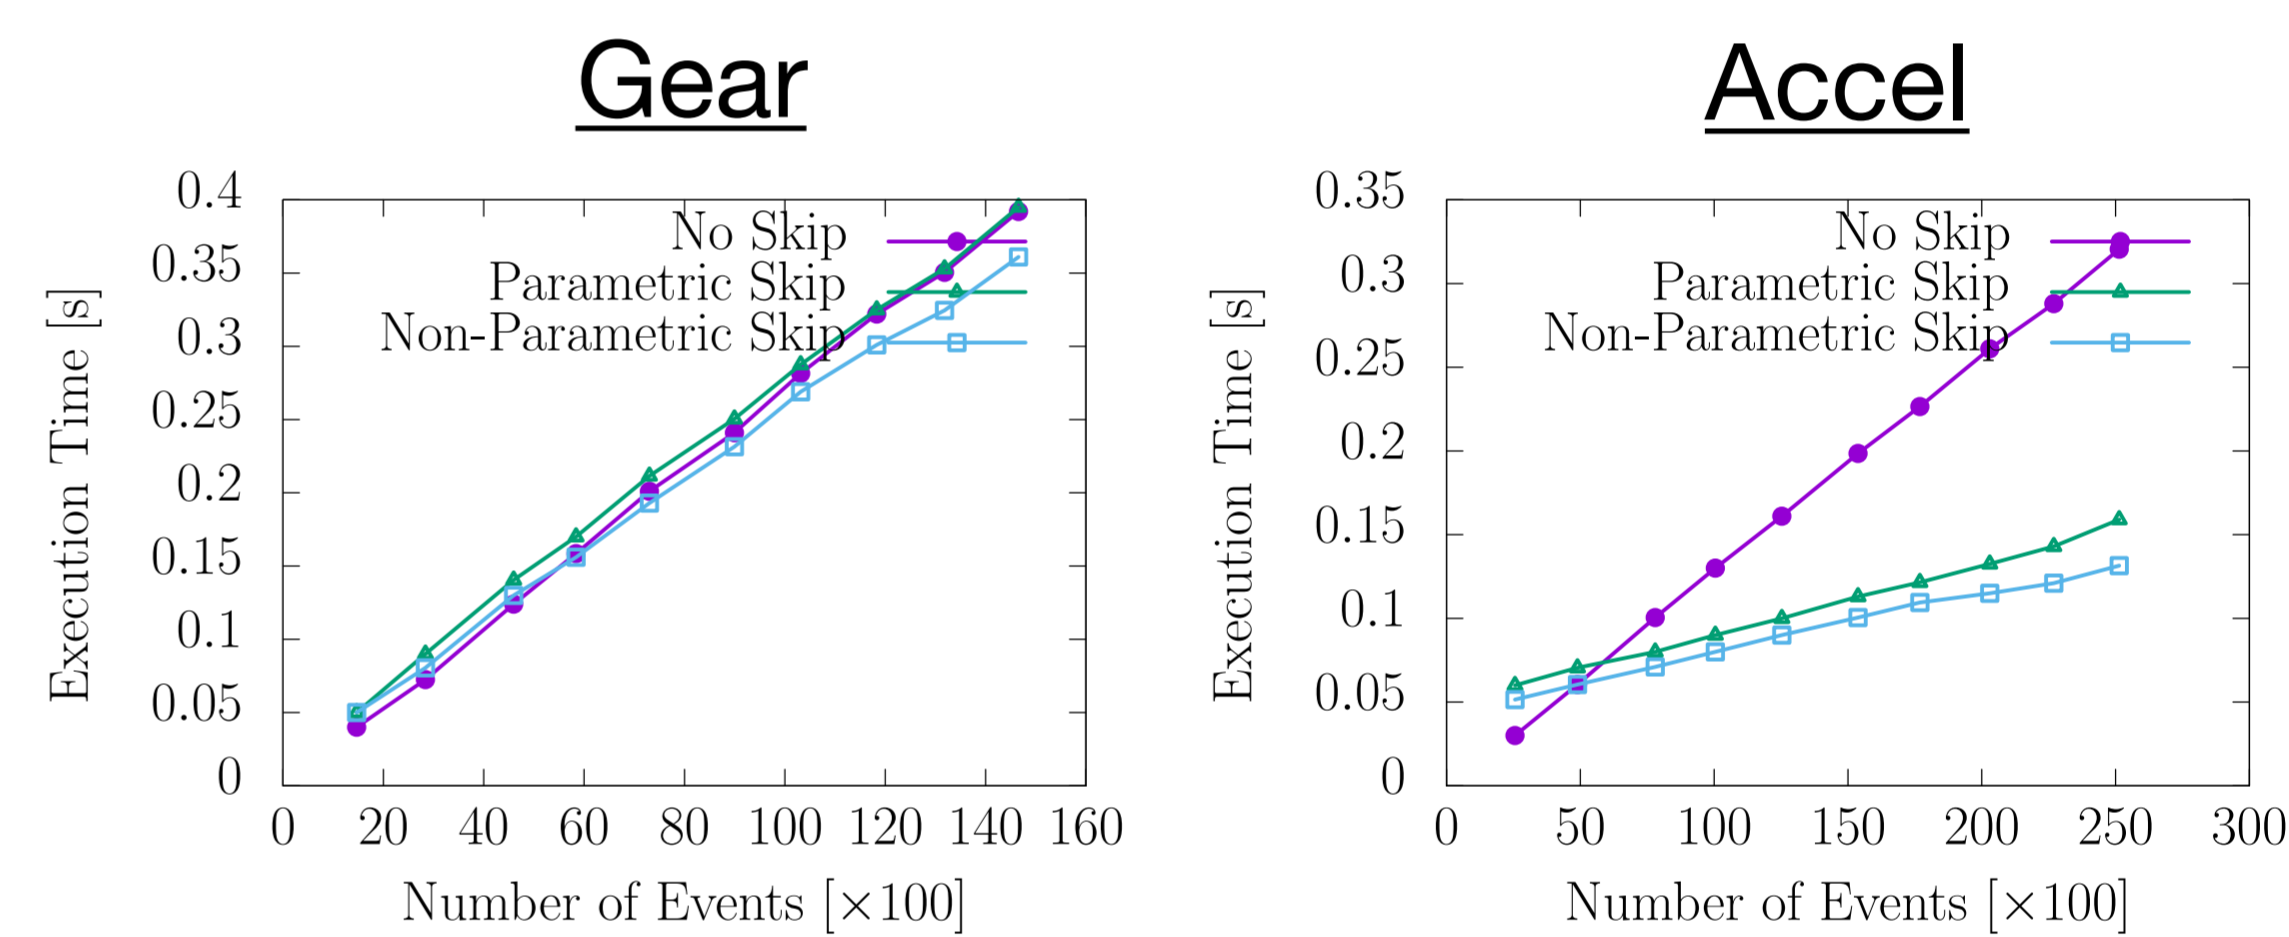 Gear
0.4
0.35
0.3
0.25
0.2
0.15
0.1
0.05
0
Execution Time [s]
No Skip
Parametric Skip
Non-Parametric Skip
0 20 40 60 80 100 120 140 160
Number of Events [×100]
Accel
0.35
0.3
0.25
0.2
0.15
0.1
0.05
0
Execution Time [s]
No Skip
Parametric Skip
Non-Parametric Skip
0 50 100 150 200 250 300
Number of Events [×100]